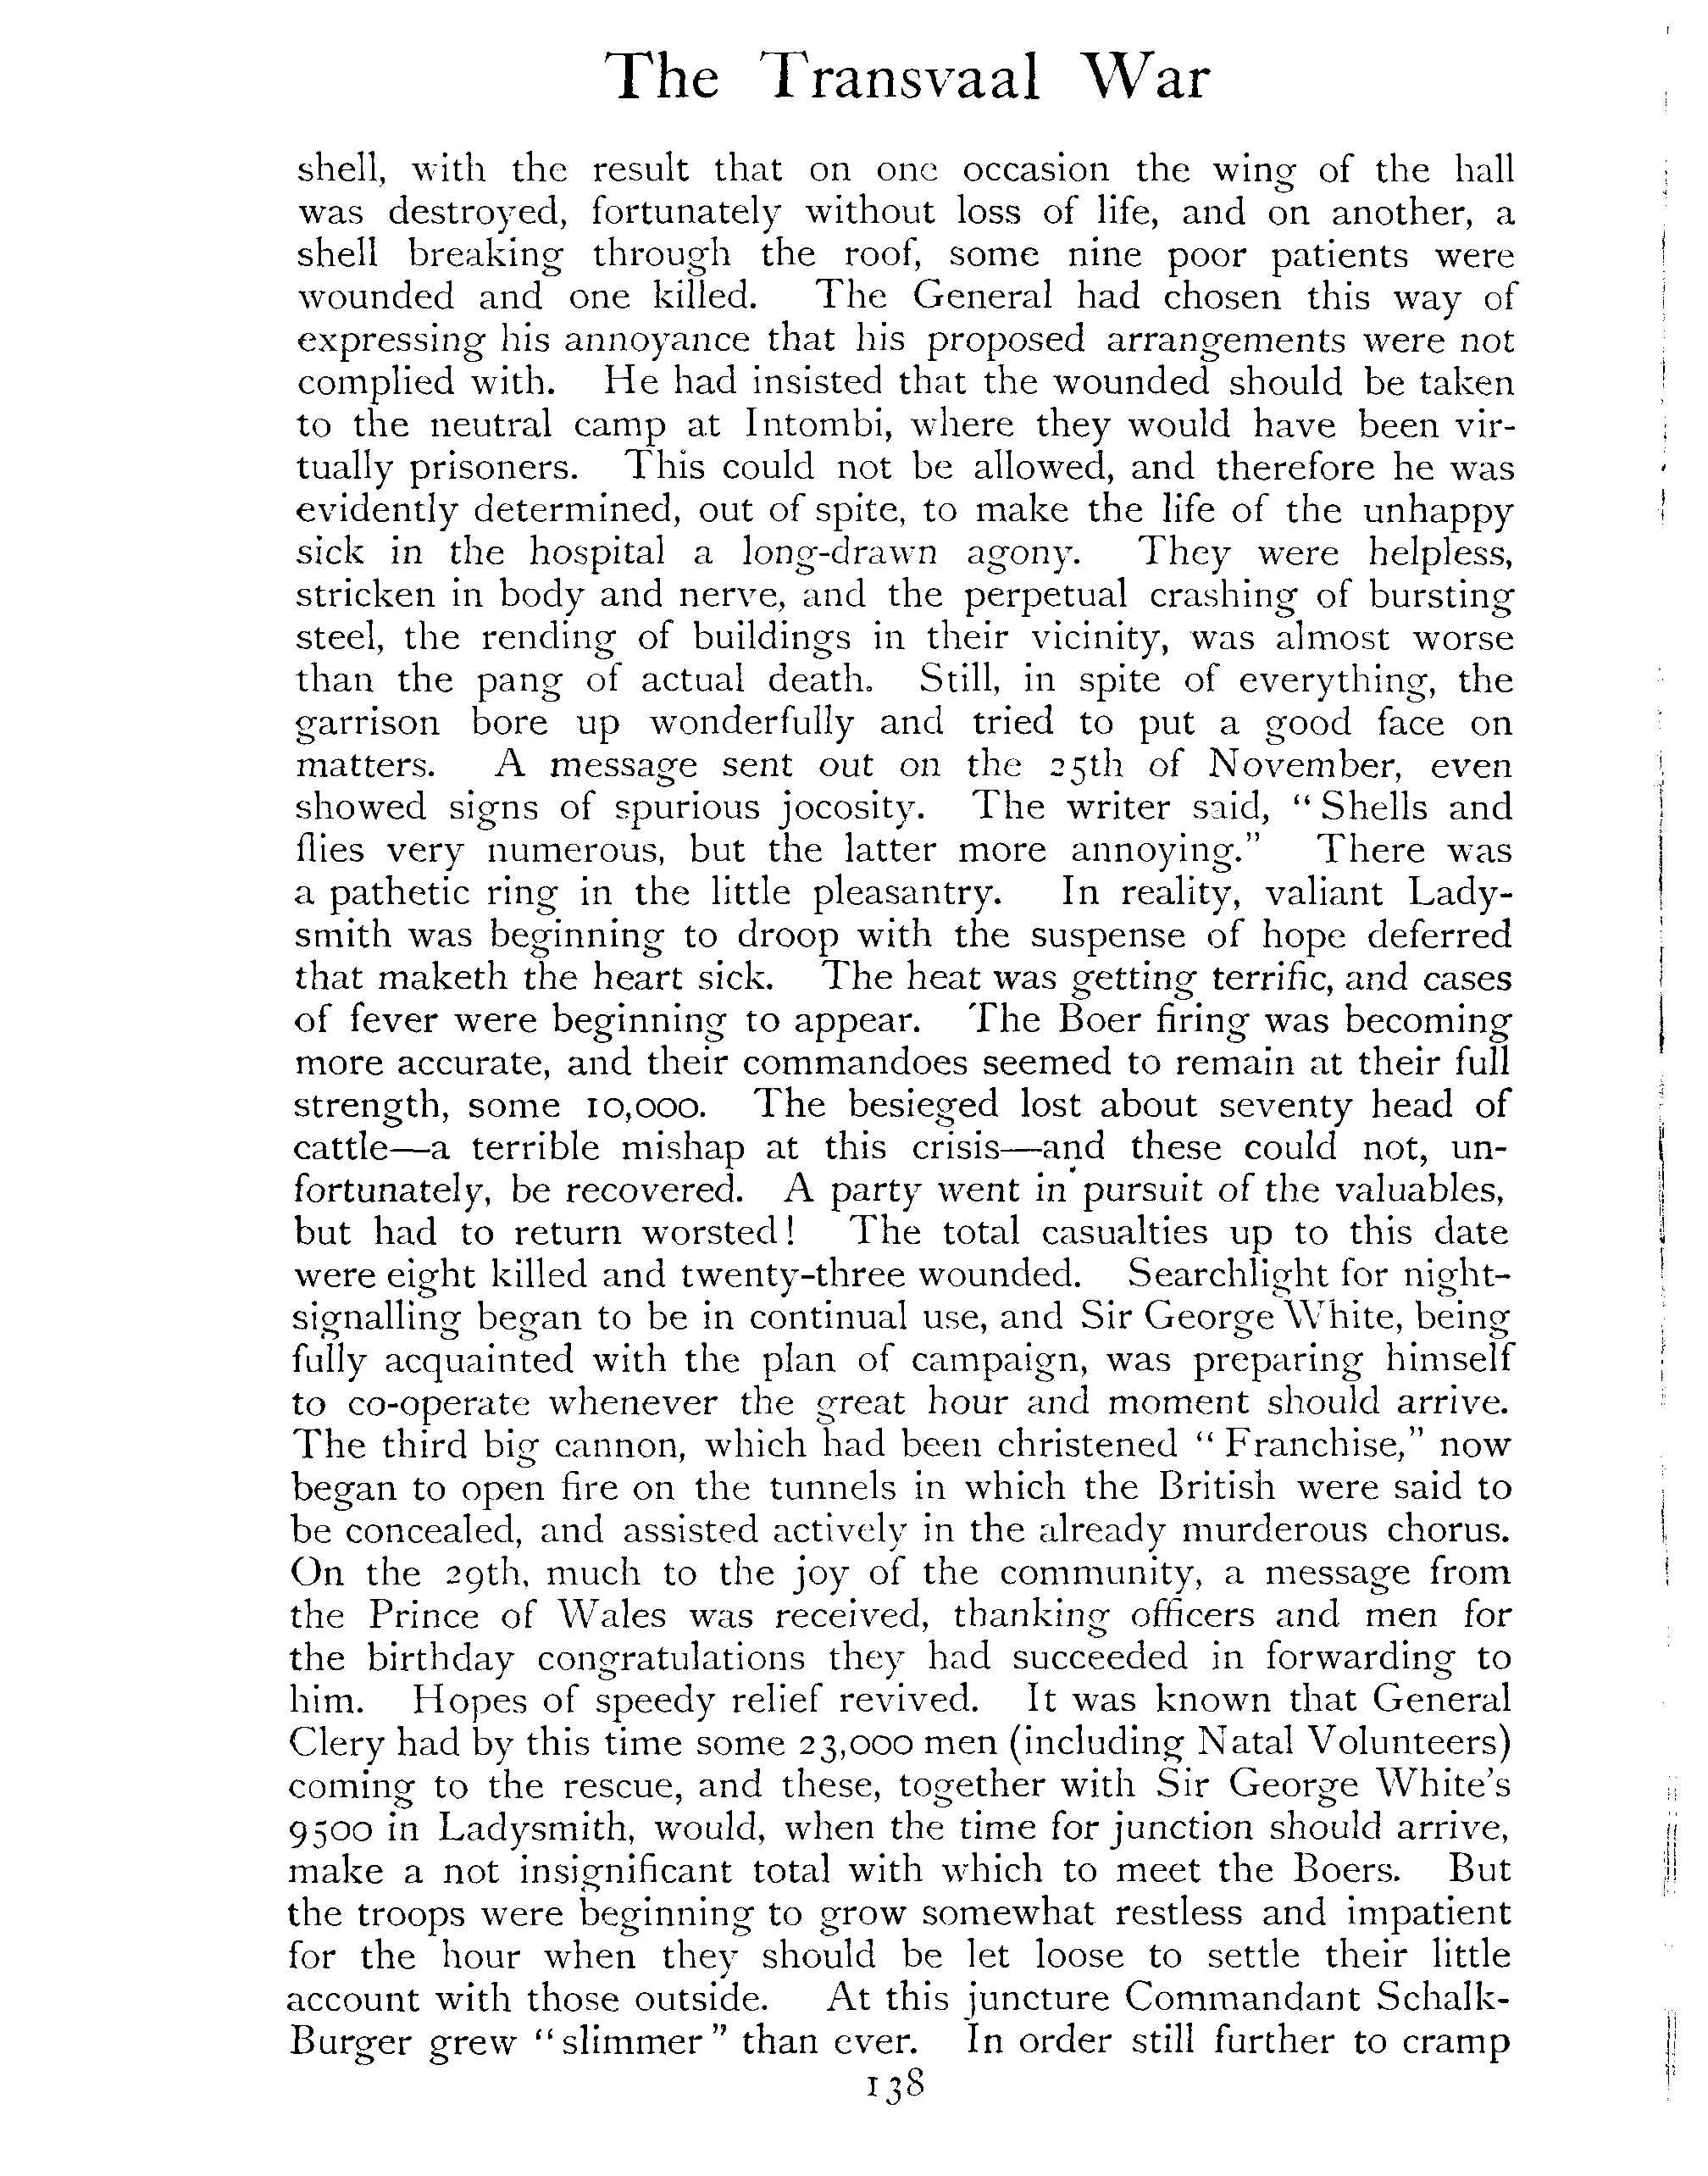 The Transvaal War
shell, with the result that on one occasion the wing of the hall
was destroyed, fortunately without loss of life, and on another, a
shell breaking through the roof, some nine poor patients were
wounded and one killed. The General had chosen this way of
expressing his annoyance that his proposed arrangements were not
complied with. He had insisted that the wounded should be taken
to the neutral camp at Intombi, where they would have been vir-
tually prisoners. This could not be allowed, and therefore he was
evidently determined, out of spite, to make the life of the unhappy
sick in the hospital a long-drawn agony. They were helpless,
stricken in body and nerve, and the perpetual crashing of bursting
steel, the rending of buildings in their vicinity, was almost worse
than the pang of actual death. Still, in spite of everything, the
garrison bore up wonderfully and tried to put a good face on
matters. A message sent out on the 25th of November, even
showed signs of spurious jocosity. The writer said, “Shells and
flies very numerous, but the latter more annoying.” There was
a pathetic ring in the little pleasantry. In reality, valiant Lady-
smith was beginning to droop with the suspense of hope deferred
that maketh the heart sick. The heat was getting terrific, and cases
of fever were beginning to appear. The Boer firing was becoming
more accurate, and their commandoes seemed to remain at their full
strength, some 10,000. The besieged lost about seventy head of
cattle—a terrible mishap at this crisis—and these could not, un-
fortunately, be recovered. A party went in pursuit of the valuables,
but had to return worsted! The total casualties up to this date
were eight killed and twenty-three wounded. Searchlight for night-
signalling began to be in continual use, and Sir George White, being
fully acquainted with the plan of campaign, was preparing himself
to co-operate whenever the great hour and moment should arrive.
The third big cannon, which had been christened “Franchise,” now
began to open fire on the tunnels in which the British were said to
be concealed, and assisted actively in the already murderous chorus.
On the 29th, much to the joy of the community, a message from
the Prince of Wales was received, thanking officers and men for
the birthday congratulations they had succeeded in forwarding to
him. Hopes of speedy relief revived. It was known that General
Clery had by this time some 23,000 men (including Natal Volunteers)
coming to the rescue, and these, together with Sir George White’s
9500 in Ladysmith, would, when the time for junction should arrive,
make a not insignificant total with which to meet the Boers. But
the troops were beginning to grow somewhat restless and impatient
for the hour when they should be let loose to settle their little
account with those outside. At this juncture Commandant Schalk-
Burger grew “slimmer” than ever. In order still further to cramp
138